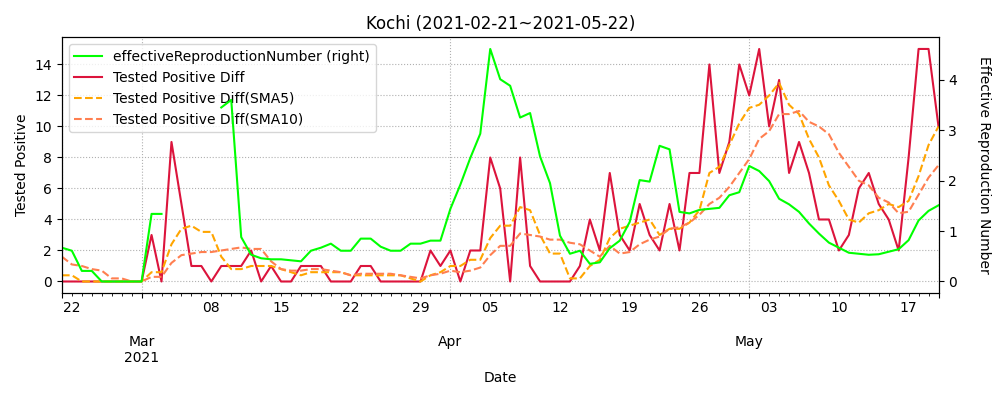 Kochi (2021-02-21~2021-05-22)
effectiveReproductionNumber (right)
Tested Positive Diff
Tested Positive Diff(SMA5)
Tested Positive Diff(SMA10)
Tested Positive
14
12
10
8
6
4
2
0
4
3
2
1
0
Effective Reproduction Number
22 08 15 22 29 05 12 19 26 03 10 17
Mar Apr May
2021
Date